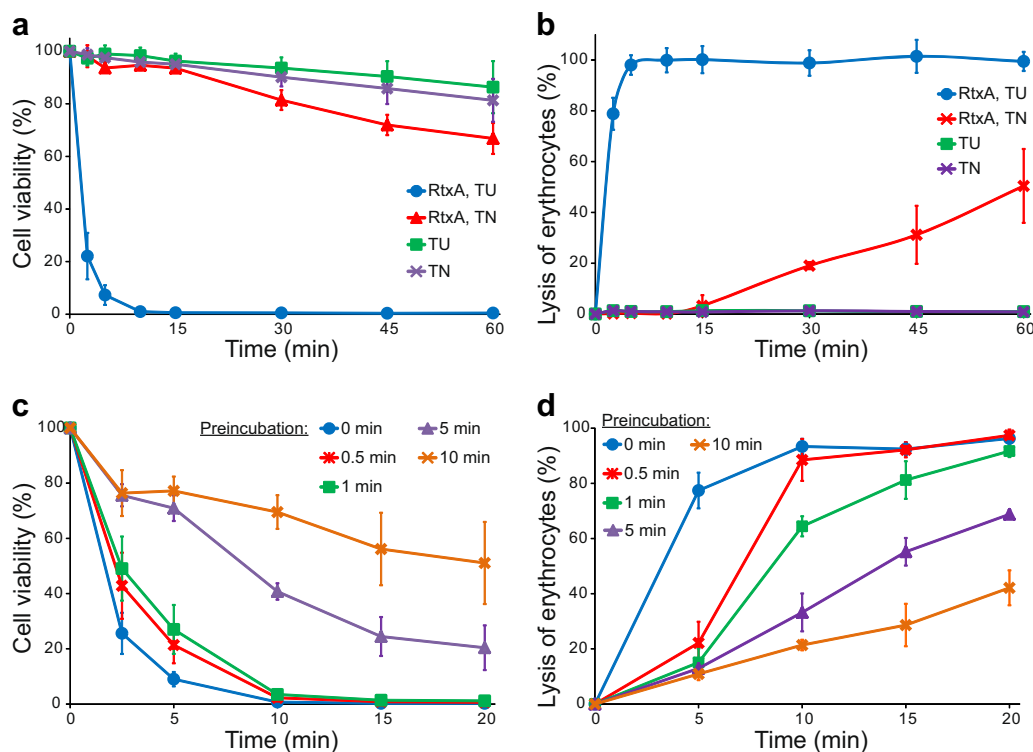 a
Cell viability (%)
100
80
60
40
20
0
0
15
30
45
60
Time (min)
RtxA, TU
RtxA, TN
TU
TN
b
Lysis of erythrocytes (%)
100
80
60
40
20
0
0
15
30
45
60
Time (min)
RtxA, TU
RtxA, TN
TU
TN
c
Cell viability (%)
100
80
60
40
20
0
0
5
10
15
20
Time (min)
Preincubation:
0 min
0.5 min
1 min
5 min
10 min
d
Lysis of erythrocytes (%)
100
80
60
40
20
0
0
5
10
15
20
Time (min)
Preincubation:
0 min
0.5 min
1 min
5 min
10 min